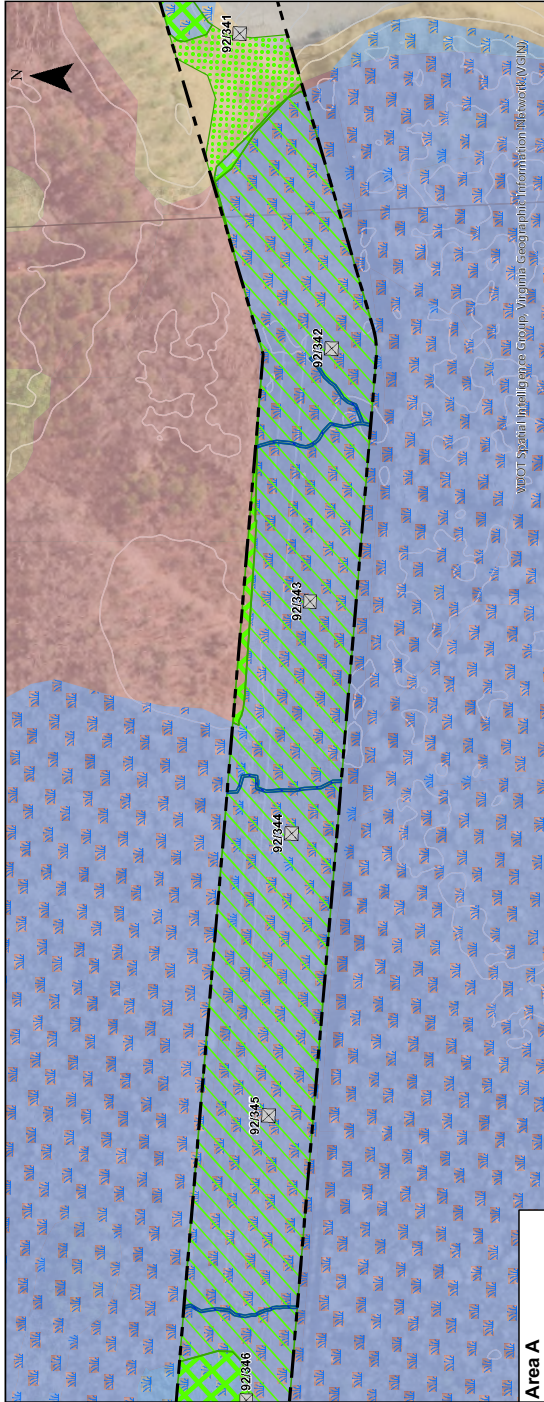 N
92/341
92/342
92/343
92/344
92/345
92/346
VDOT Spatial Intelligence Group, Virginia Geographic Information Network (VGIN),
Area A